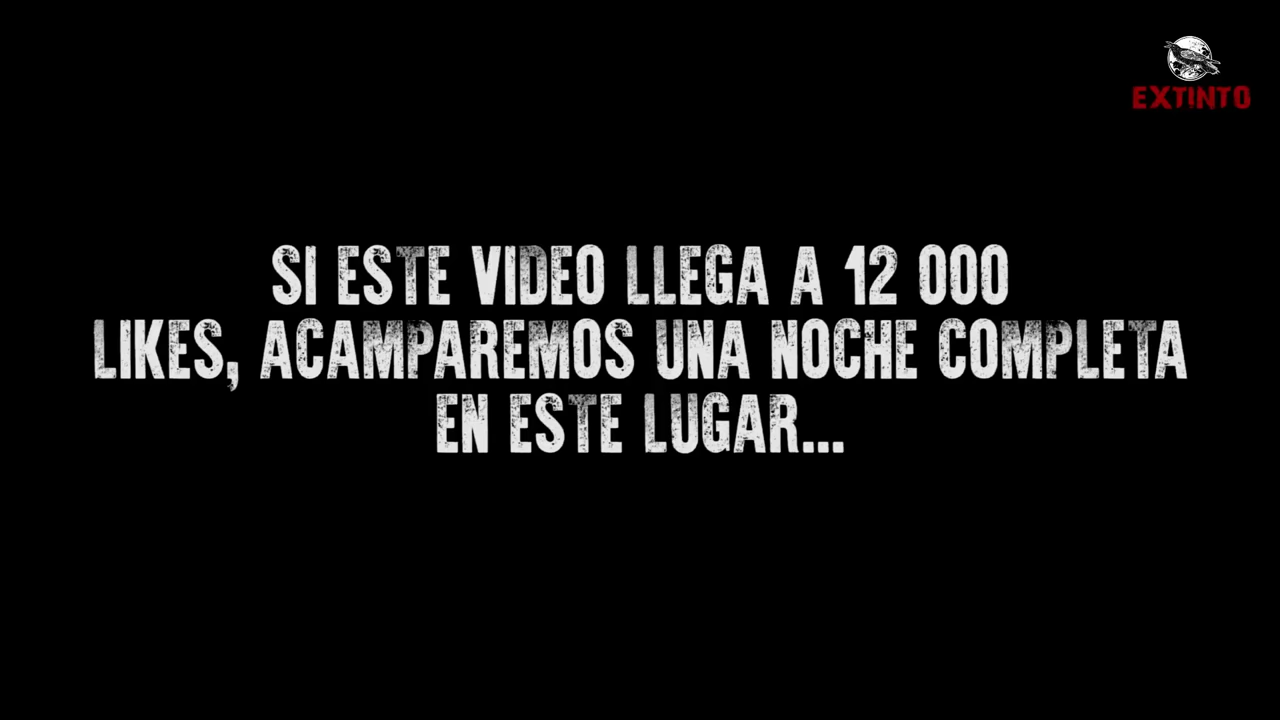 EXTINTO
SI ESTE VIDEO LLEGA A 12 000
LIKES, ACAMPAREMOS UNA NOCHE COMPLETA
EN ESTE LUGAR...